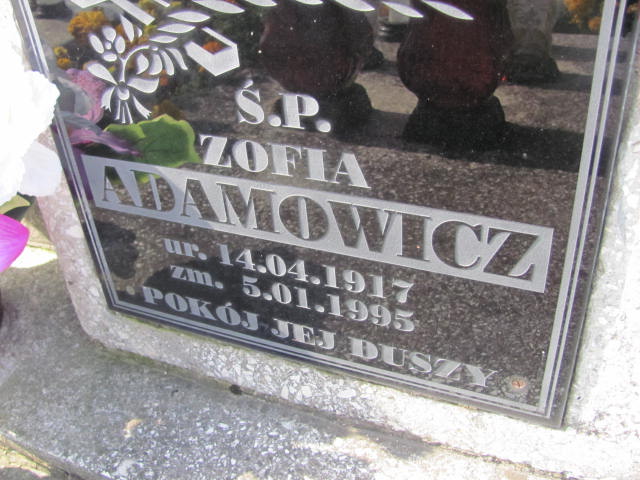 Ś.P.
ZOFIA
ADAMOWICZ
ur. 14.04.1917
zm. 5.01.1995
POKÓJ JEJ DUSZY